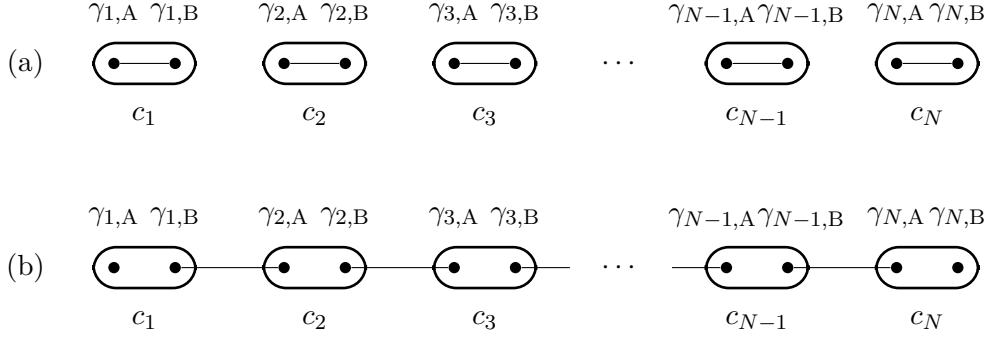 γ1,A γ1,B γ2,A γ2,B γ3,A γ3,B γN−1,A γN−1,B γN,A γN,B
(a) ···
c1 c2 c3 cN−1 cN
γ1,A γ1,B γ2,A γ2,B γ3,A γ3,B γN−1,A γN−1,B γN,A γN,B
(b) ···
c1 c2 c3 cN−1 cN